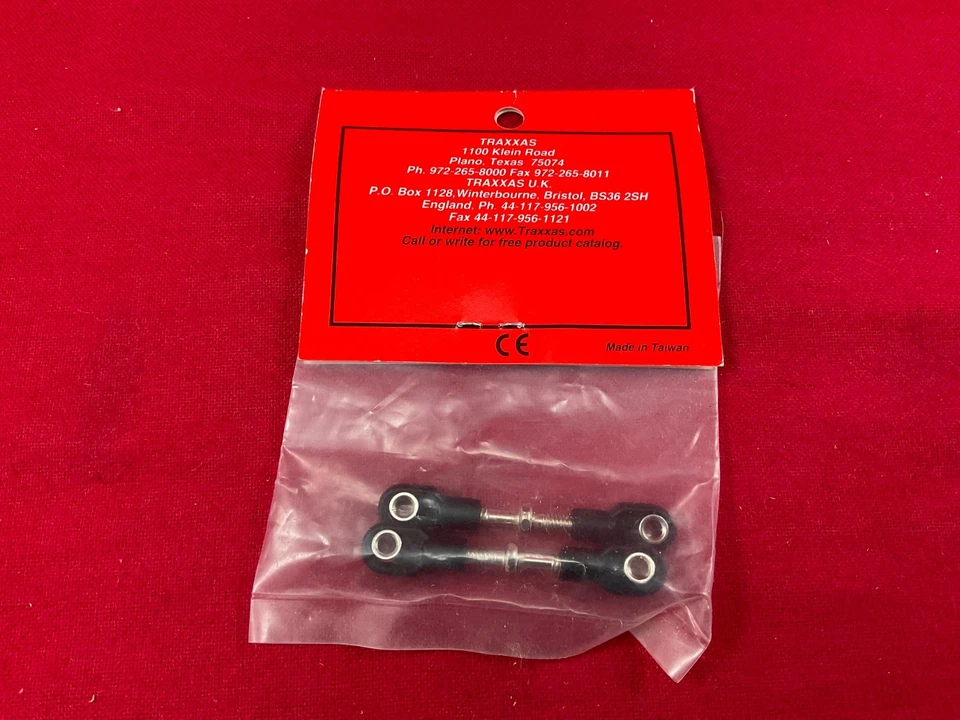 TRAXXAS
1100 Klein Road
Plano, Texas 75074
Ph. 972-265-8000 Fax 972-265-8011
TRAXXAS U.K.
P.O. Box 1128,Winterbourne, Bristol, BS36 2SH
England, Ph. 44-117-956-1002
Fax 44-117-956-1121
Internet: www.Traxxas.com
Call or write for free product catalog.
CE
Made in Taiwan